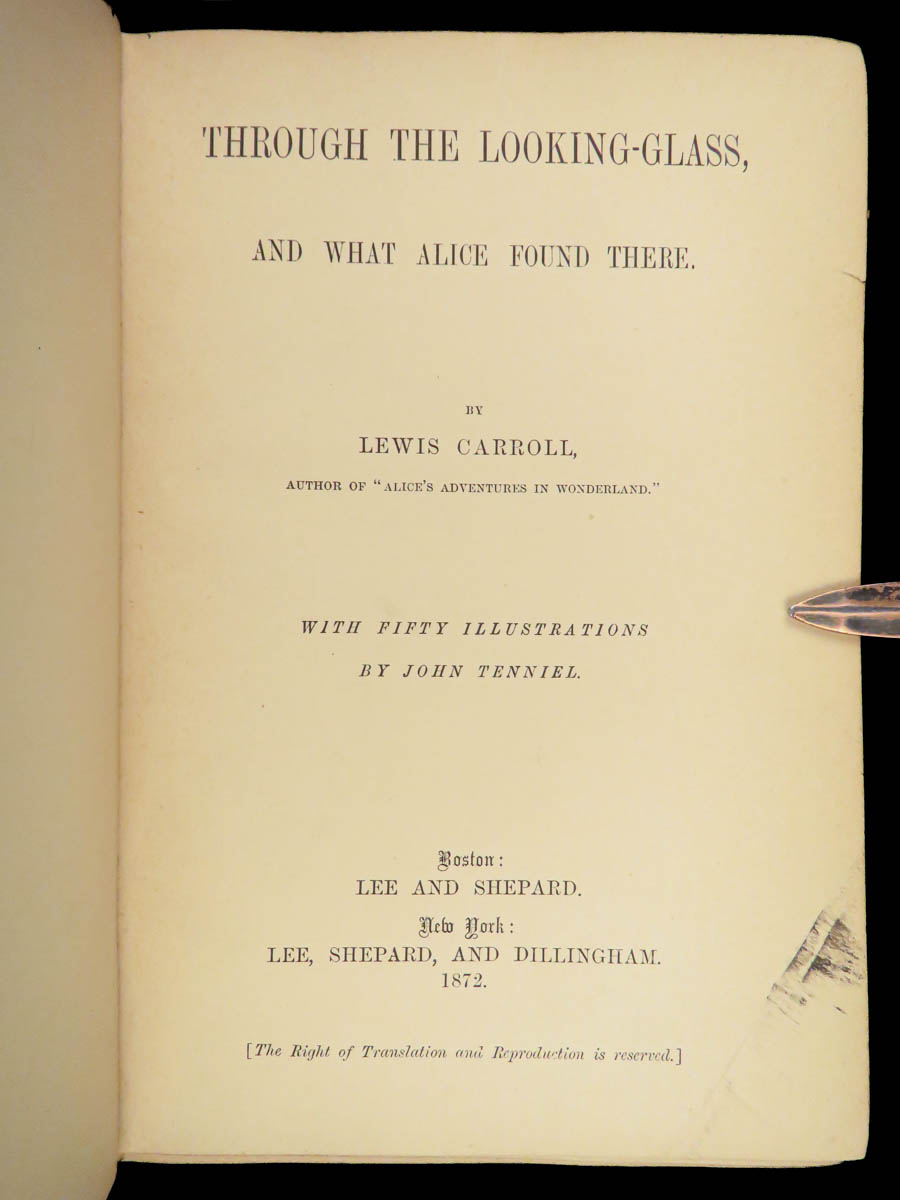 THROUGH THE LOOKING-GLASS,
AND WHAT ALICE FOUND THERE.
BY
LEWIS CARROLL,
AUTHOR OF "ALICE'S ADVENTURES IN WONDERLAND."
WITH FIFTY ILLUSTRATIONS
BY JOHN TENNIEL.
Boston:
LEE AND SHEPARD.
New York:
LEE, SHEPARD, AND DILLINGHAM.
1872.
[The Right of Translation and Reproduction is reserved.]